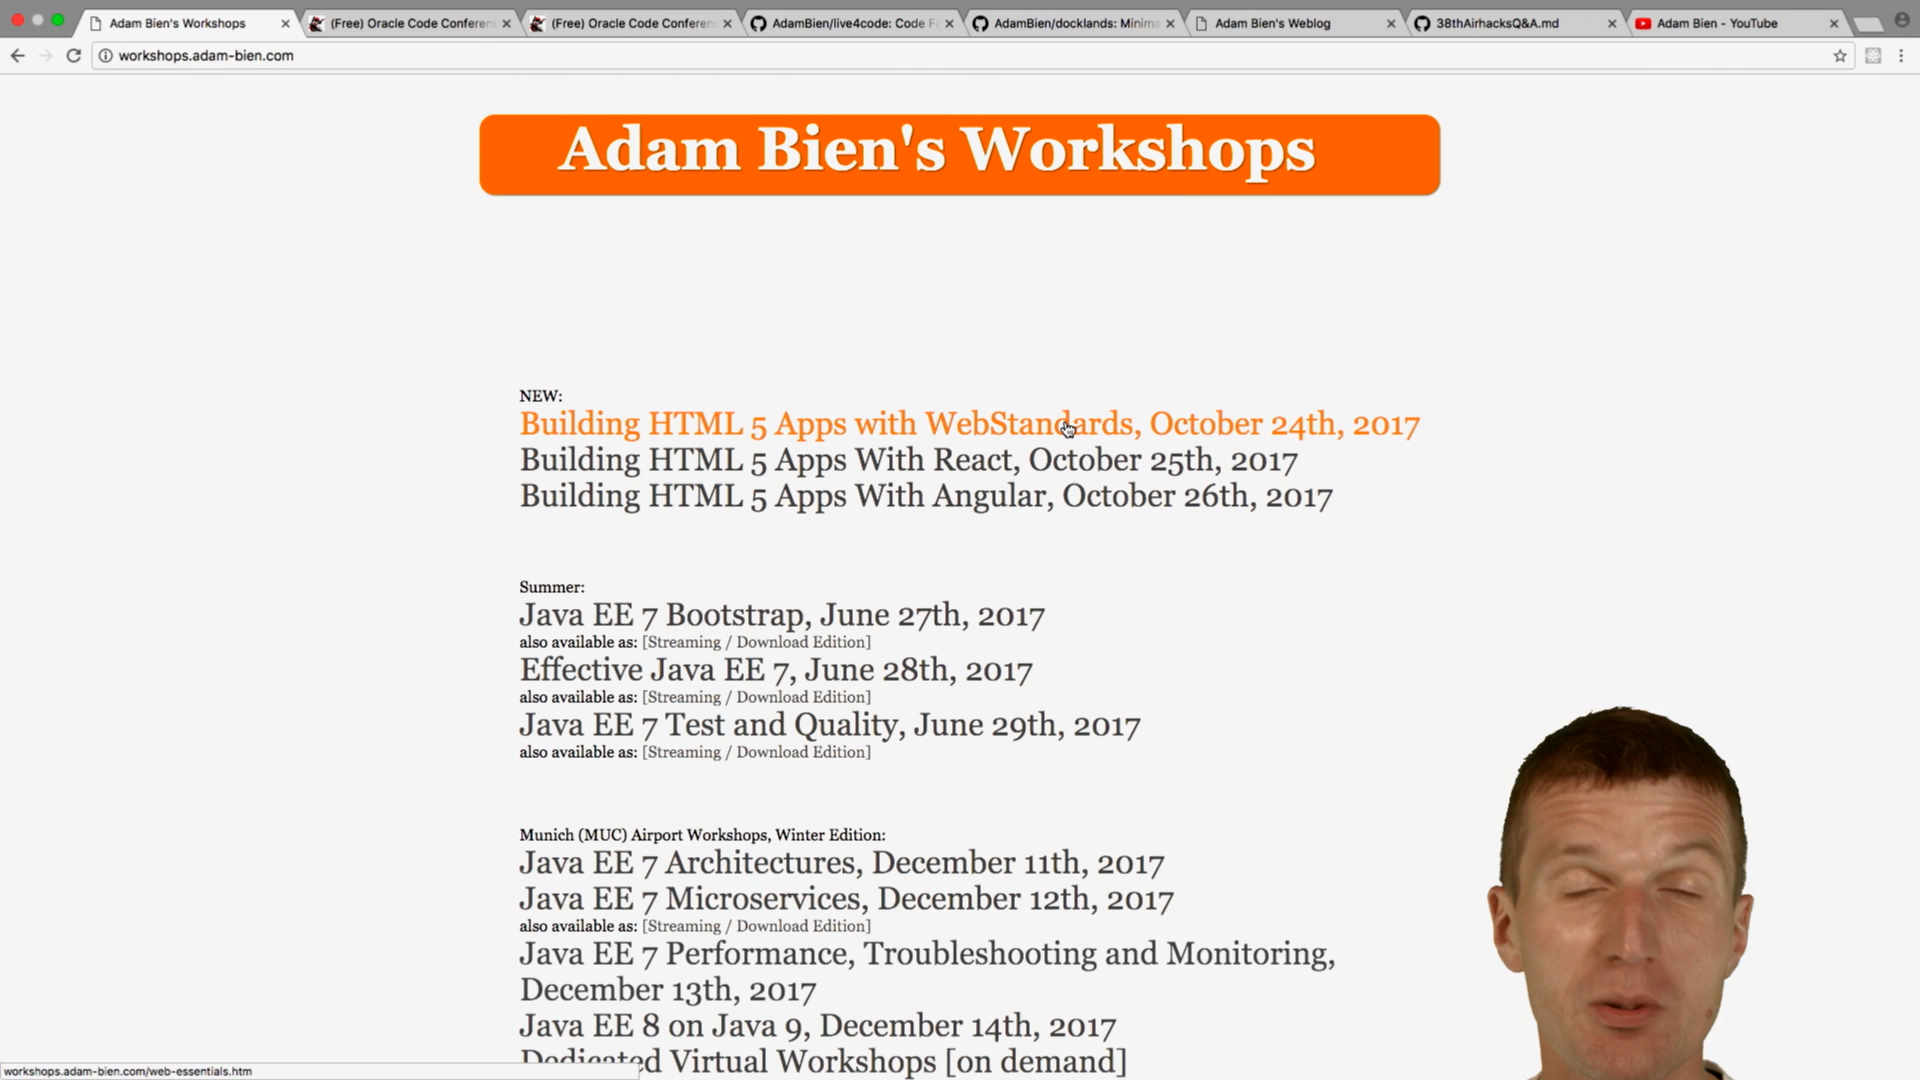 Adam Bien's Workshops
(Free) Oracle Code Conferen
(Free) Oracle Code Conferen
AdamBien/live4code: Code F
AdamBien/docklands: Minima
Adam Bien's Weblog
38thAirhacksQ&A.md
Adam Bien - YouTube
workshops.adam-bien.com
Adam Bien's Workshops
NEW:
Building HTML 5 Apps with WebStandards, October 24th, 2017
Building HTML 5 Apps With React, October 25th, 2017
Building HTML 5 Apps With Angular, October 26th, 2017
Summer:
Java EE 7 Bootstrap, June 27th, 2017
also available as: [Streaming / Download Edition]
Effective Java EE 7, June 28th, 2017
also available as: [Streaming / Download Edition]
Java EE 7 Test and Quality, June 29th, 2017
also available as: [Streaming / Download Edition]
Munich (MUC) Airport Workshops, Winter Edition:
Java EE 7 Architectures, December 11th, 2017
Java EE 7 Microservices, December 12th, 2017
also available as: [Streaming / Download Edition]
Java EE 7 Performance, Troubleshooting and Monitoring,
December 13th, 2017
Java EE 8 on Java 9, December 14th, 2017
Dedicated Virtual Workshops [on demand]
workshops.adam-bien.com/web-essentials.htm